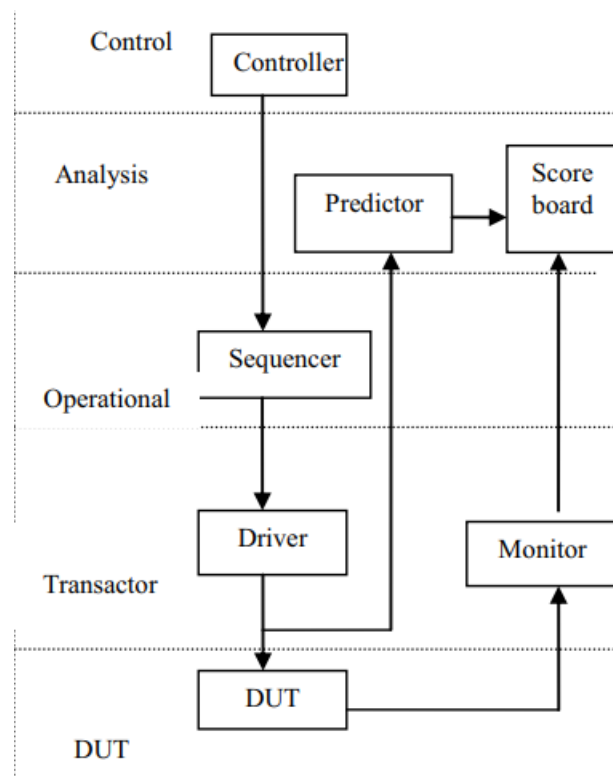 Control
Controller
Analysis
Predictor
Score
board
Sequencer
Operational
Driver
Monitor
Transactor
DUT
DUT